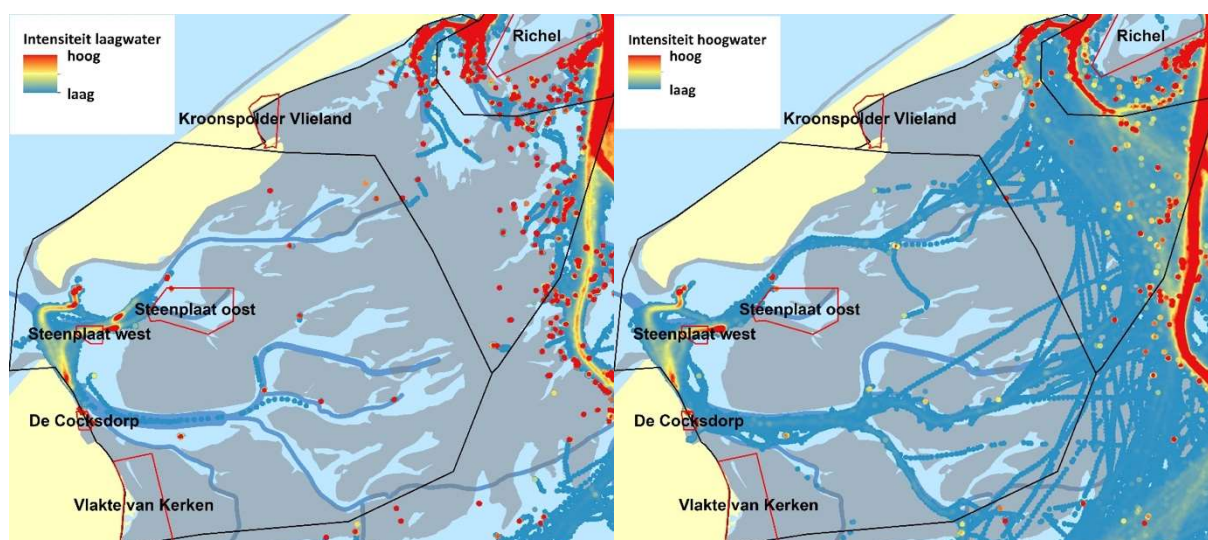 Intensiteit laagwater
hoog
laag
Richel
Kroonspolder Vlieland
Steenplaat oost
Steenplaat west
De Cocksdorp
Vlakte van Kerken
Intensiteit hoogwater
hoog
laag
Richel
Kroonspolder Vlieland
Steenplaat oost
Steenplaat west
De Cocksdorp
Vlakte van Kerken